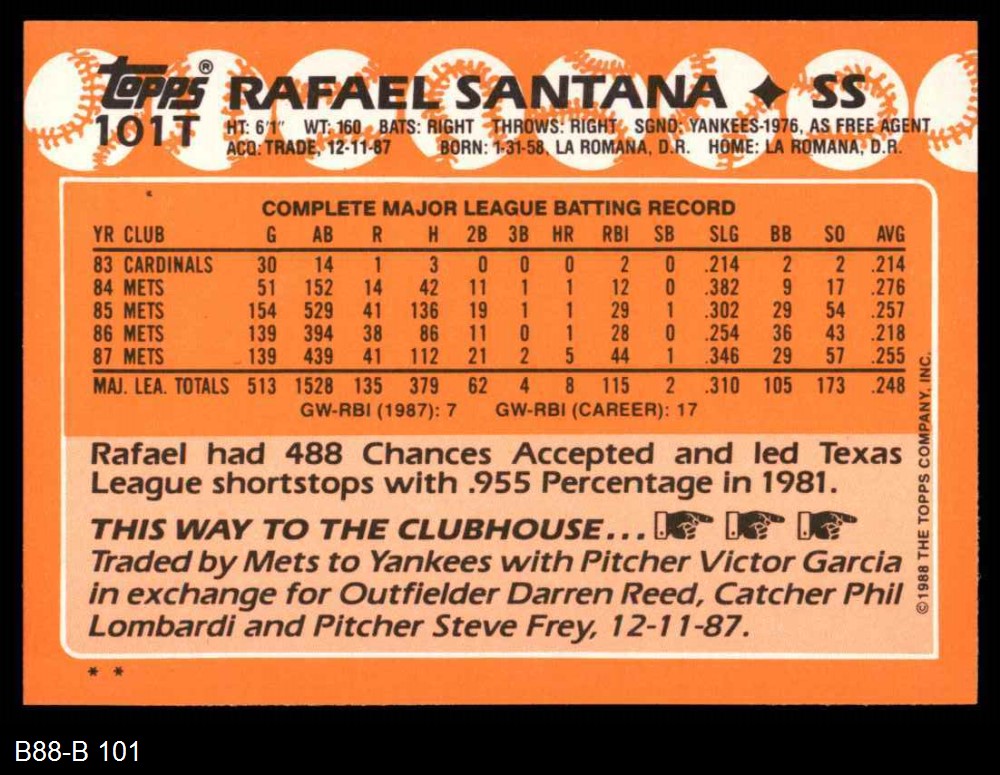 topps® RAFAEL SANTANA ♦ SS
101T HT: 6'1" WT: 160 BATS: RIGHT THROWS: RIGHT SGND: YANKEES-1976, AS FREE AGENT
ACQ: TRADE, 12-11-87 BORN: 1-31-58, LA ROMANA, D.R. HOME: LA ROMANA, D.R.
COMPLETE MAJOR LEAGUE BATTING RECORD
YR CLUB G AB R H 2B 3B HR RBI SB SLG BB SO AVG
83 CARDINALS 30 14 1 3 0 0 0 2 0 .214 2 2 .214
84 METS 51 152 14 42 11 1 1 12 0 .382 9 17 .276
85 METS 154 529 41 136 19 1 1 29 1 .302 29 54 .257
86 METS 139 394 38 86 11 0 1 28 0 .254 36 43 .218
87 METS 139 439 41 112 21 2 5 44 1 .346 29 57 .255
MAJ. LEA. TOTALS 513 1528 135 379 62 4 8 115 2 .310 105 173 .248
GW-RBI (1987): 7 GW-RBI (CAREER): 17
Rafael had 488 Chances Accepted and led Texas
League shortstops with .955 Percentage in 1981.
THIS WAY TO THE CLUBHOUSE...
Traded by Mets to Yankees with Pitcher Victor Garcia
in exchange for Outfielder Darren Reed, Catcher Phil
Lombardi and Pitcher Steve Frey, 12-11-87.
©1988 THE TOPPS COMPANY, INC.
* *
B88-B 101